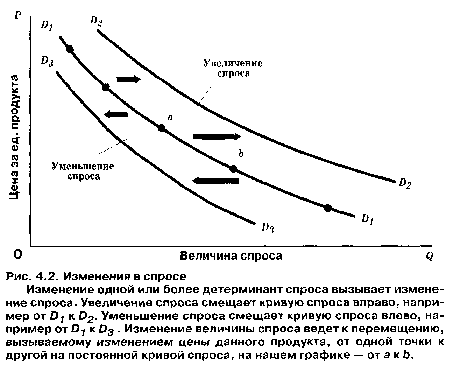 P
D₁
D₂
D₃
Увеличение
спроса
a
b
Уменьшение
спроса
D₂
D₁
D₃
Цена за ед. продукта
O
Величина спроса
Q
Рис. 4.2. Изменения в спросе
Изменение одной или более детерминант спроса вызывает измене-
ние спроса. Увеличение спроса смещает кривую спроса вправо, напри-
мер от D₁ к D₂. Уменьшение спроса смещает кривую спроса влево, на-
пример от D₁ к D₃. Изменение величины спроса ведет к перемещению,
вызываемому изменением цены данного продукта, от одной точки к
другой на постоянной кривой спроса, на нашем графике — от a к b.